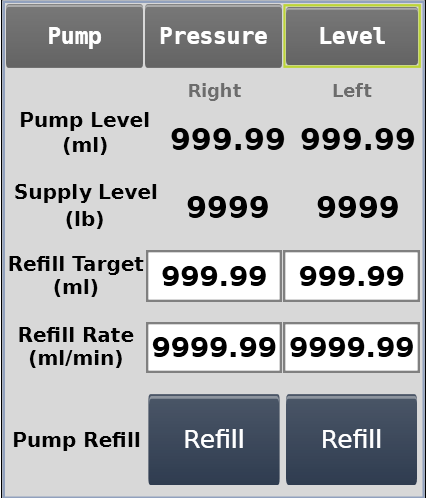 Pump Pressure Level
Right Left
Pump Level
(ml)
999.99 999.99
Supply Level
(lb)
9999 9999
Refill Target
(ml)
999.99 999.99
Refill Rate
(ml/min)
9999.99 9999.99
Pump Refill Refill Refill